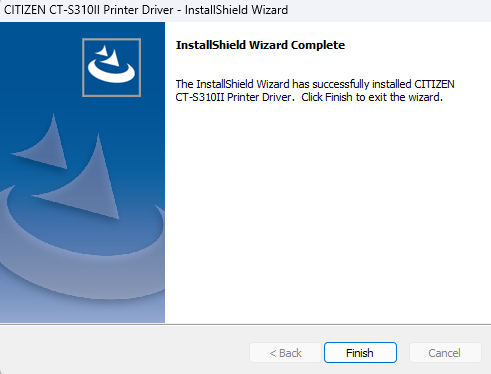 CITIZEN CT-S310II Printer Driver - InstallShield Wizard
InstallShield Wizard Complete
The InstallShield Wizard has successfully installed CITIZEN
CT-S310II Printer Driver. Click Finish to exit the wizard.
< Back
Finish
Cancel